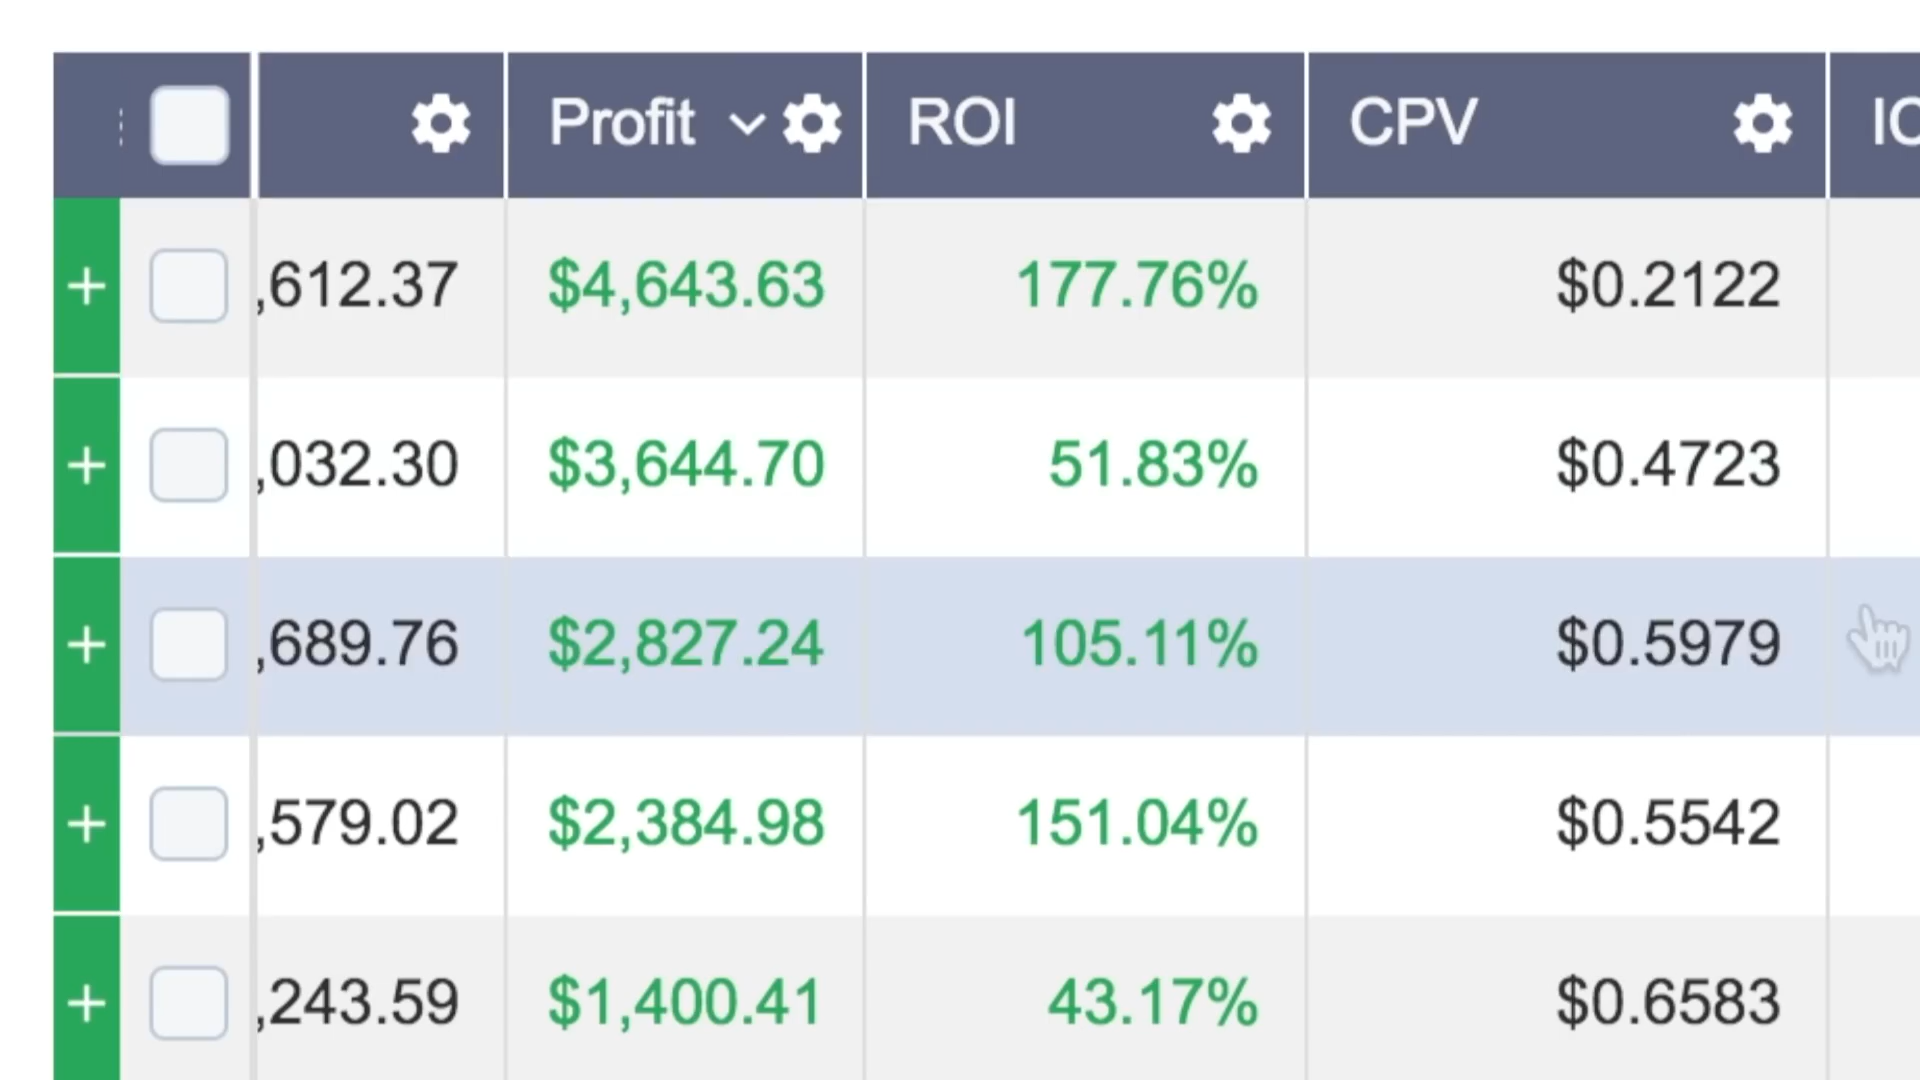 Profit ROI CPV
,612.37 $4,643.63 177.76% $0.2122
,032.30 $3,644.70 51.83% $0.4723
,689.76 $2,827.24 105.11% $0.5979
,579.02 $2,384.98 151.04% $0.5542
,243.59 $1,400.41 43.17% $0.6583